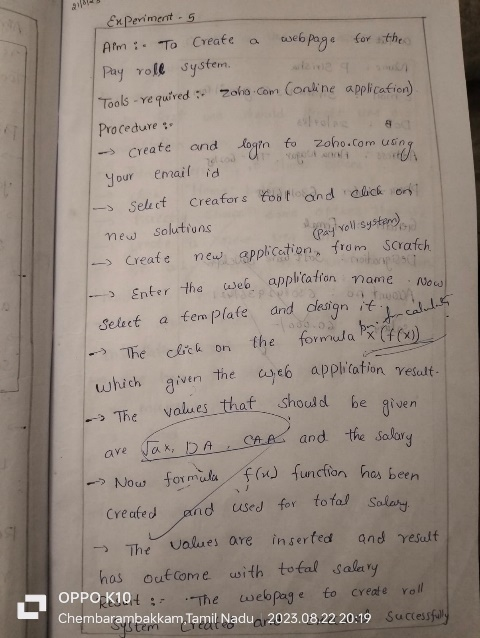 21/8/23
Experiment - 5
Aim :- To Create a webpage for the
Pay roll system.
Tools - required :- zoho.com (online application)
Procedure :-
→ create and login to zoho.com using
your email id
→ Select creators tool and click on
new solutions
(Pay roll system)
→ Create new application, from scratch
→ Enter the web application name. Now
Select a template and design it.
→ The click on the formula (f(x))
which given the web application result.
→ The values that should be given
are Tax, DA, CAA and the salary
→ Now formula f(x) function has been
created and used for total salary.
→ The values are inserted and result
has outcome with total salary
Result :- The webpage to create roll
system created and successfully
OPPO K10
Chembarambakkam,Tamil Nadu 2023.08.22 20:19